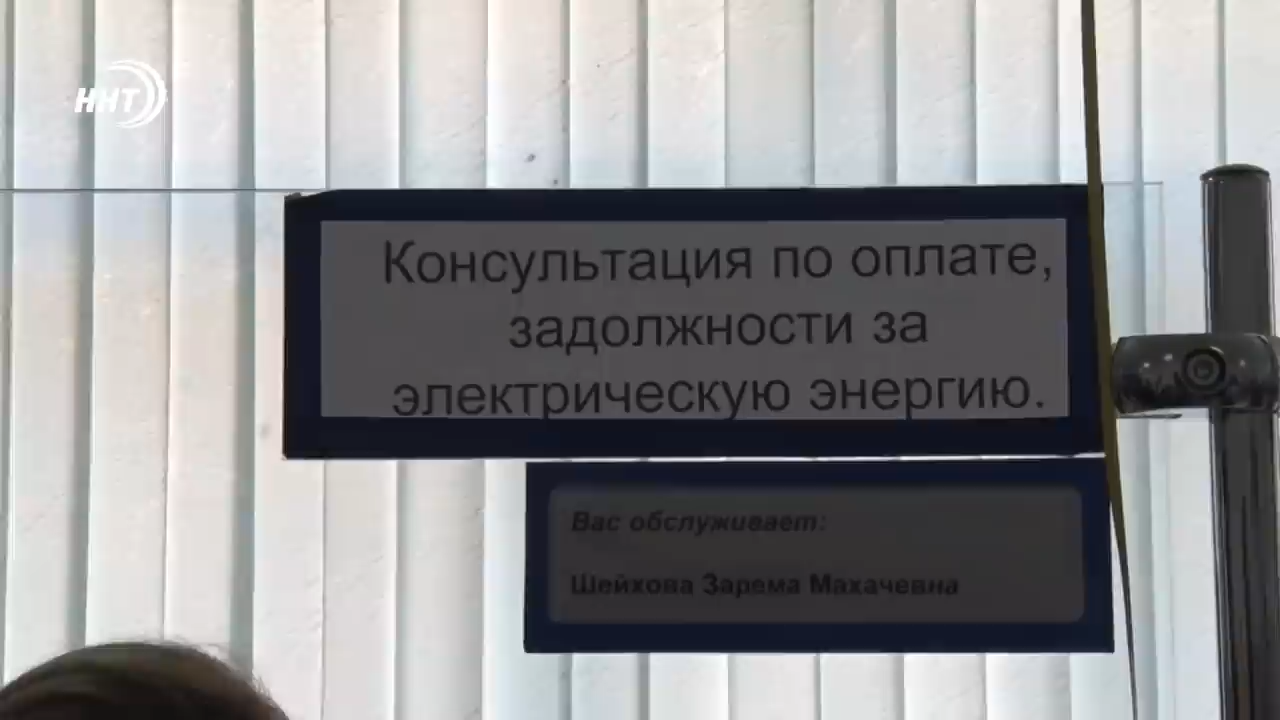 ННТ
Консультация по оплате,
задолжности за
электрическую энергию.
Вас обслуживает:
Шейхова Зарема Махачевна